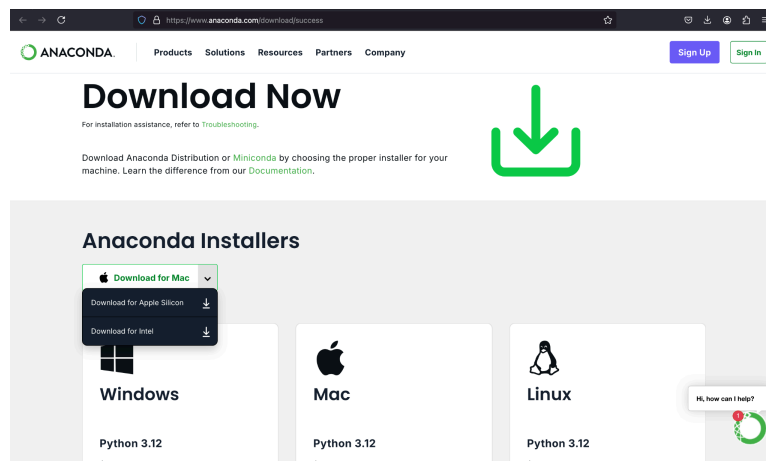 https://www.anaconda.com/download/success
ANACONDA.
Products Solutions Resources Partners Company
Sign Up
Sign In
Download Now
For installation assistance, refer to Troubleshooting.
Download Anaconda Distribution or Miniconda by choosing the proper installer for your
machine. Learn the difference from our Documentation.
Anaconda Installers
Download for Mac
Download for Apple Silicon
Download for Intel
Windows
Mac
Linux
Hi, how can I help?
1
Python 3.12
Python 3.12
Python 3.12